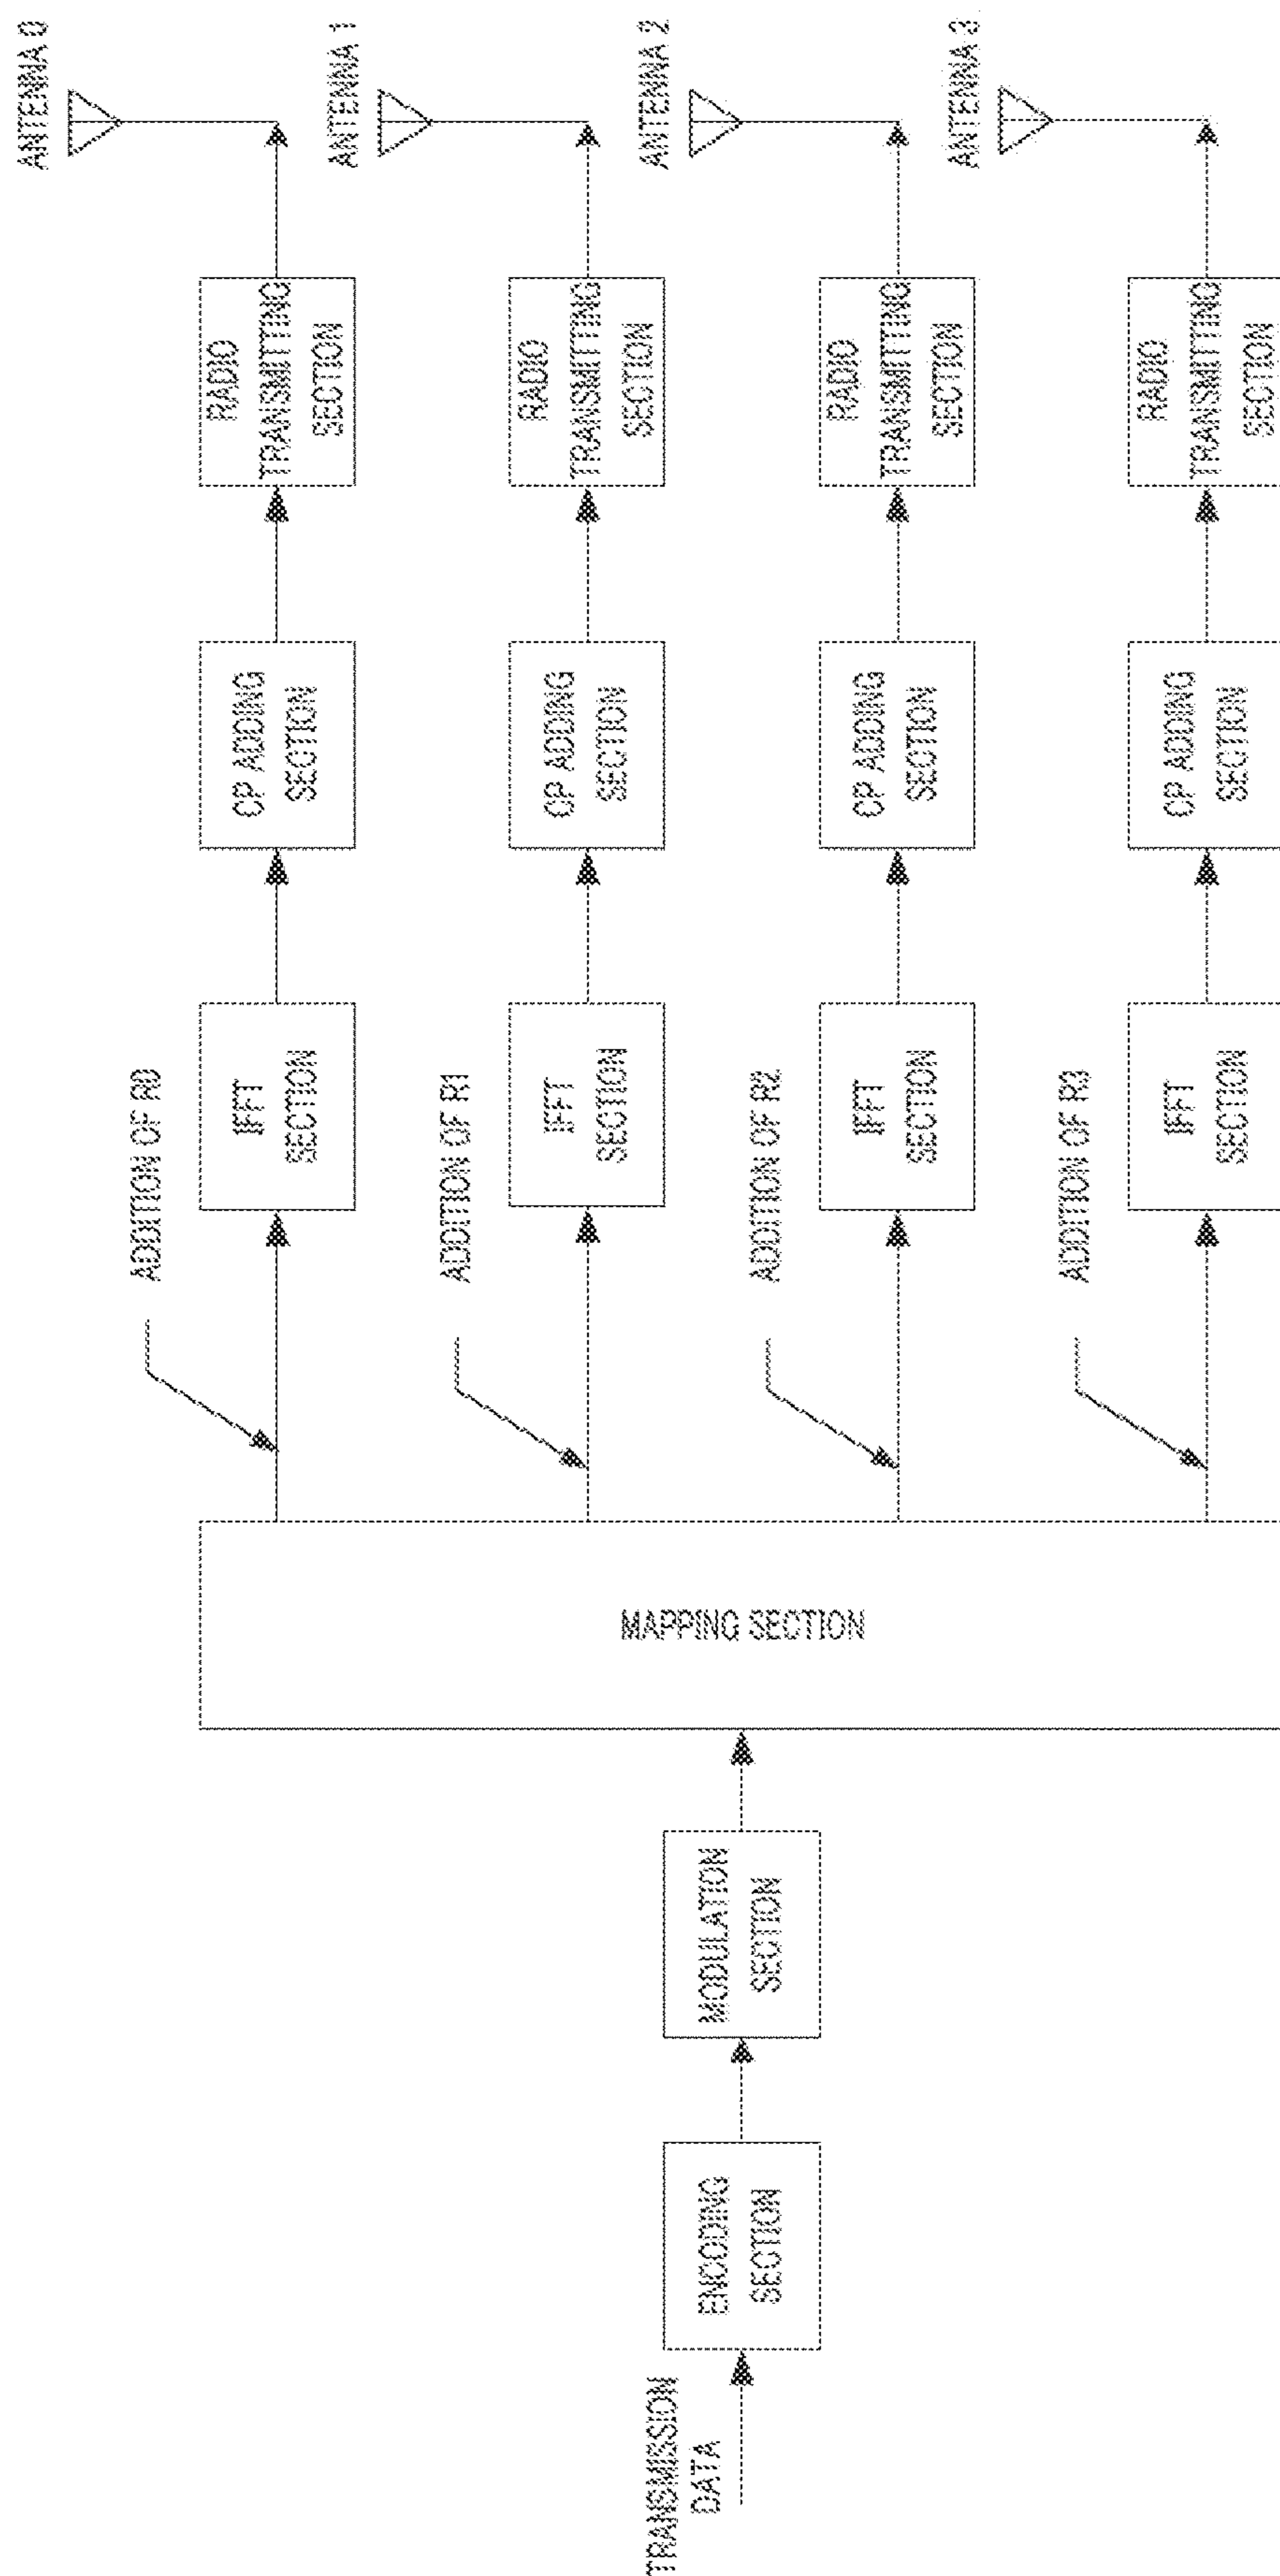 TRANSMISSION
DATA
ENCODING
SECTION
MODULATION
SECTION
MAPPING SECTION
ADDITION OF R0
IFFT
SECTION
CP ADDING
SECTION
RADIO
TRANSMITTING
SECTION
ANTENNA 0
ADDITION OF R1
IFFT
SECTION
CP ADDING
SECTION
RADIO
TRANSMITTING
SECTION
ANTENNA 1
ADDITION OF R2
IFFT
SECTION
CP ADDING
SECTION
RADIO
TRANSMITTING
SECTION
ANTENNA 2
ADDITION OF R3
IFFT
SECTION
CP ADDING
SECTION
RADIO
TRANSMITTING
SECTION
ANTENNA 3